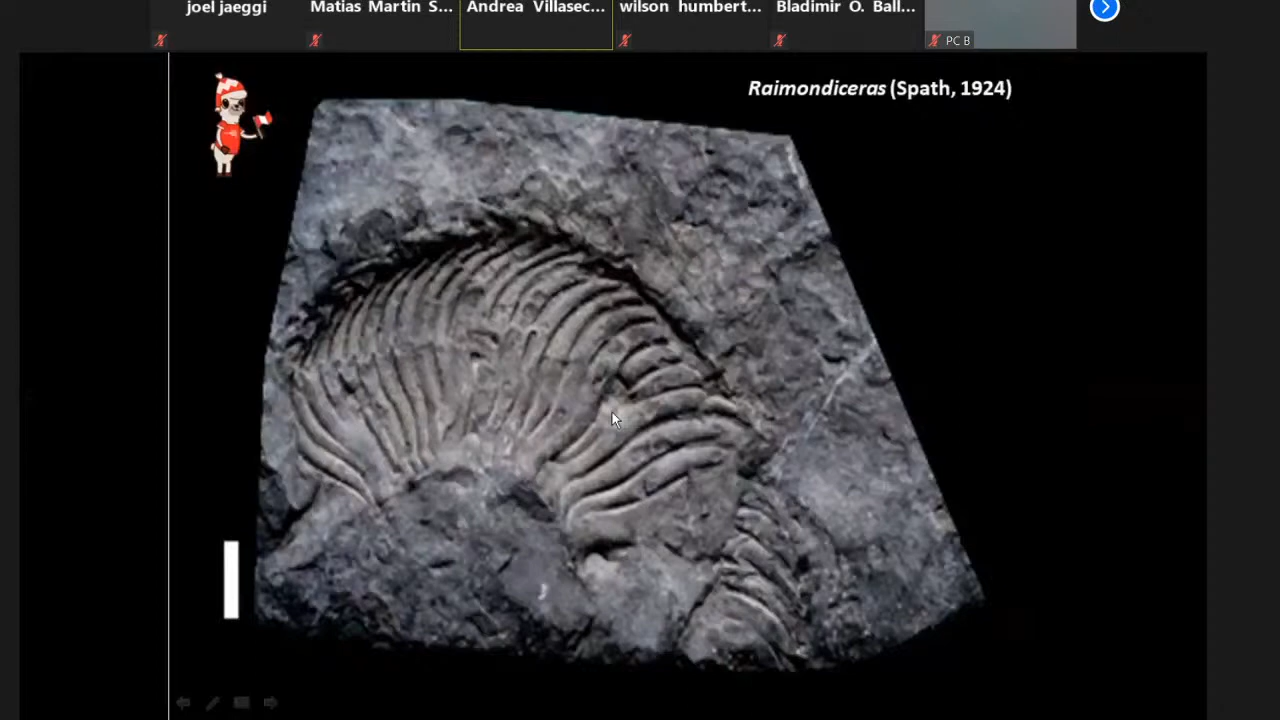 joel jaeggi
Matias Martin S...
Andrea Villasec...
wilson humbert...
Bladimir O. Ball...
PC B
Raimondiceras (Spath, 1924)